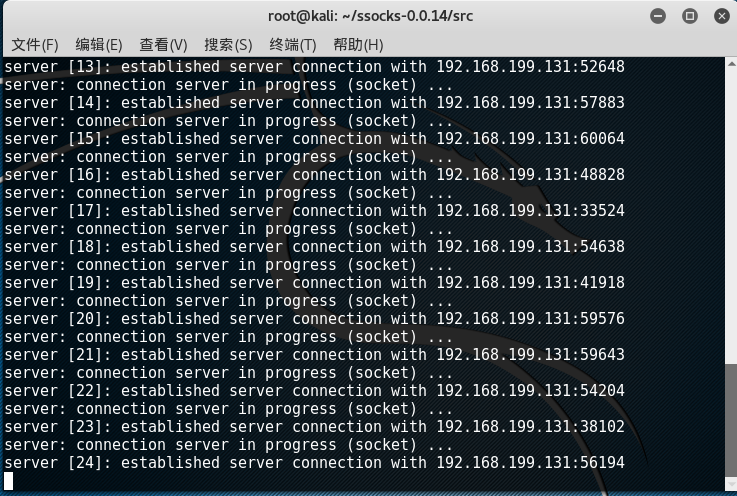 root@kali: ~/ssocks-0.0.14/src
文件(F) 编辑(E) 查看(V) 搜索(S) 终端(T) 帮助(H)
server [13]: established server connection with 192.168.199.131:52648
server: connection server in progress (socket) ...
server [14]: established server connection with 192.168.199.131:57883
server: connection server in progress (socket) ...
server [15]: established server connection with 192.168.199.131:60064
server: connection server in progress (socket) ...
server [16]: established server connection with 192.168.199.131:48828
server: connection server in progress (socket) ...
server [17]: established server connection with 192.168.199.131:33524
server: connection server in progress (socket) ...
server [18]: established server connection with 192.168.199.131:54638
server: connection server in progress (socket) ...
server [19]: established server connection with 192.168.199.131:41918
server: connection server in progress (socket) ...
server [20]: established server connection with 192.168.199.131:59576
server: connection server in progress (socket) ...
server [21]: established server connection with 192.168.199.131:59643
server: connection server in progress (socket) ...
server [22]: established server connection with 192.168.199.131:54204
server: connection server in progress (socket) ...
server [23]: established server connection with 192.168.199.131:38102
server: connection server in progress (socket) ...
server [24]: established server connection with 192.168.199.131:56194